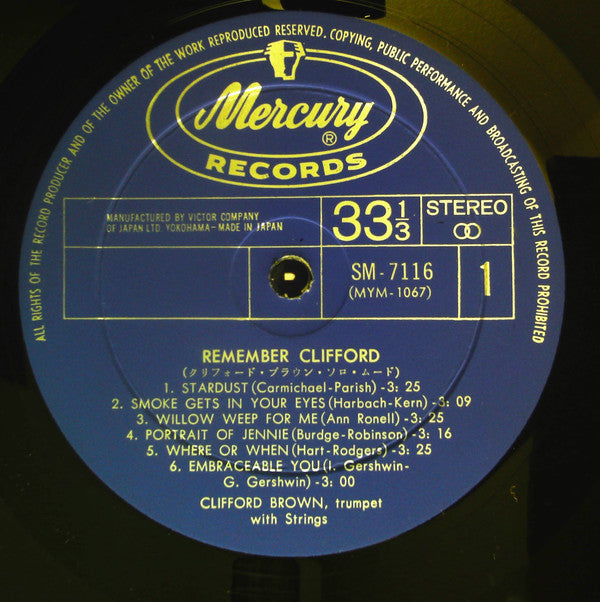 ALL RIGHTS OF THE RECORD PRODUCER AND OF THE OWNER OF THE WORK REPRODUCED RESERVED. COPYING, PUBLIC PERFORMANCE AND BROADCASTING OF THIS RECORD PROHIBITED
Mercury ®
RECORDS
MANUFACTURED BY VICTOR COMPANY
OF JAPAN LTD. YOKOHAMA-MADE IN JAPAN
33 1/3
STEREO
SM-7116
(MYM-1067)
1
REMEMBER CLIFFORD
(クリフォード・ブラウン・ソロ・ムード)
1. STARDUST (Carmichael-Parish) -3: 25
2. SMOKE GETS IN YOUR EYES (Harbach-Kern) -3: 09
3. WILLOW WEEP FOR ME (Ann Ronell) -3: 25
4. PORTRAIT OF JENNIE (Burdge-Robinson) -3: 16
5. WHERE OR WHEN (Hart-Rodgers) -3: 25
6. EMBRACEABLE YOU (I. Gershwin-
G. Gershwin) -3: 00
CLIFFORD BROWN, trumpet
with Strings